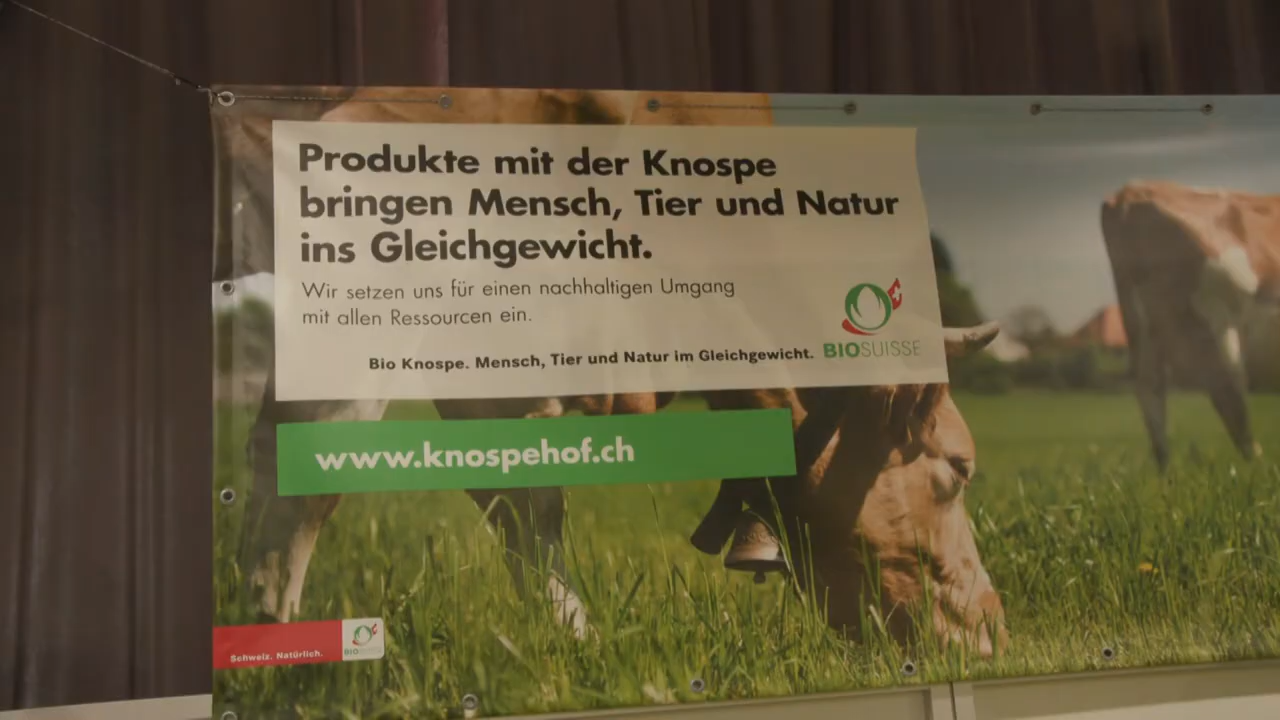 Produkte mit der Knospe
bringen Mensch, Tier und Natur
ins Gleichgewicht.
Wir setzen uns für einen nachhaltigen Umgang
mit allen Ressourcen ein.
Bio Knospe. Mensch, Tier und Natur im Gleichgewicht.
BIOSUISSE
www.knospehof.ch
Schweiz. Natürlich.
BIOSUISSE